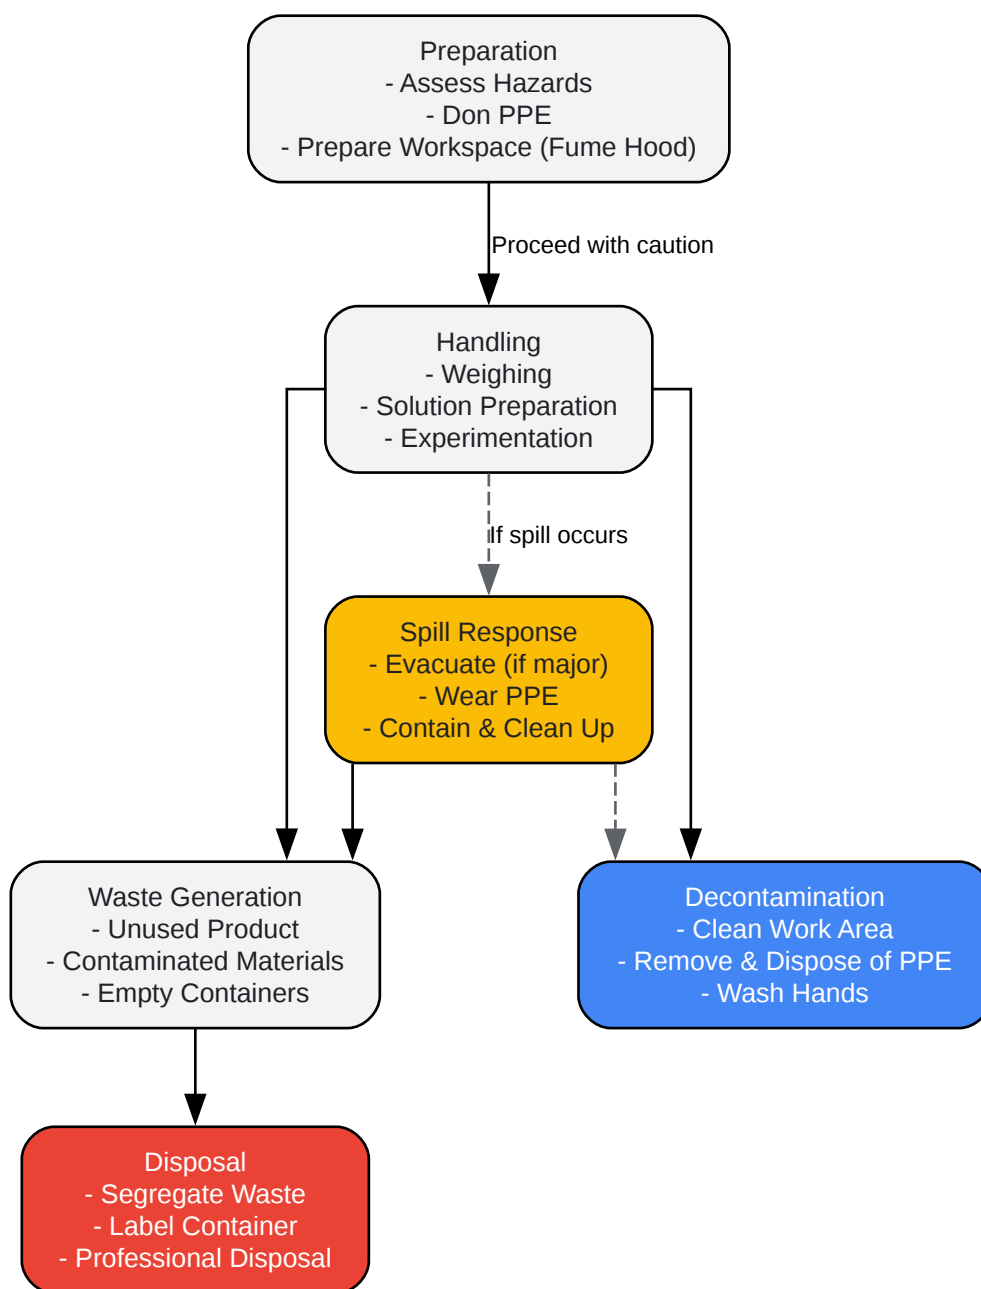 Preparation
- Assess Hazards
- Don PPE
- Prepare Workspace (Fume Hood)
Proceed with caution
Handling
- Weighing
- Solution Preparation
- Experimentation
If spill occurs
Spill Response
- Evacuate (if major)
- Wear PPE
- Contain & Clean Up
Waste Generation
- Unused Product
- Contaminated Materials
- Empty Containers
Decontamination
- Clean Work Area
- Remove & Dispose of PPE
- Wash Hands
Disposal
- Segregate Waste
- Label Container
- Professional Disposal